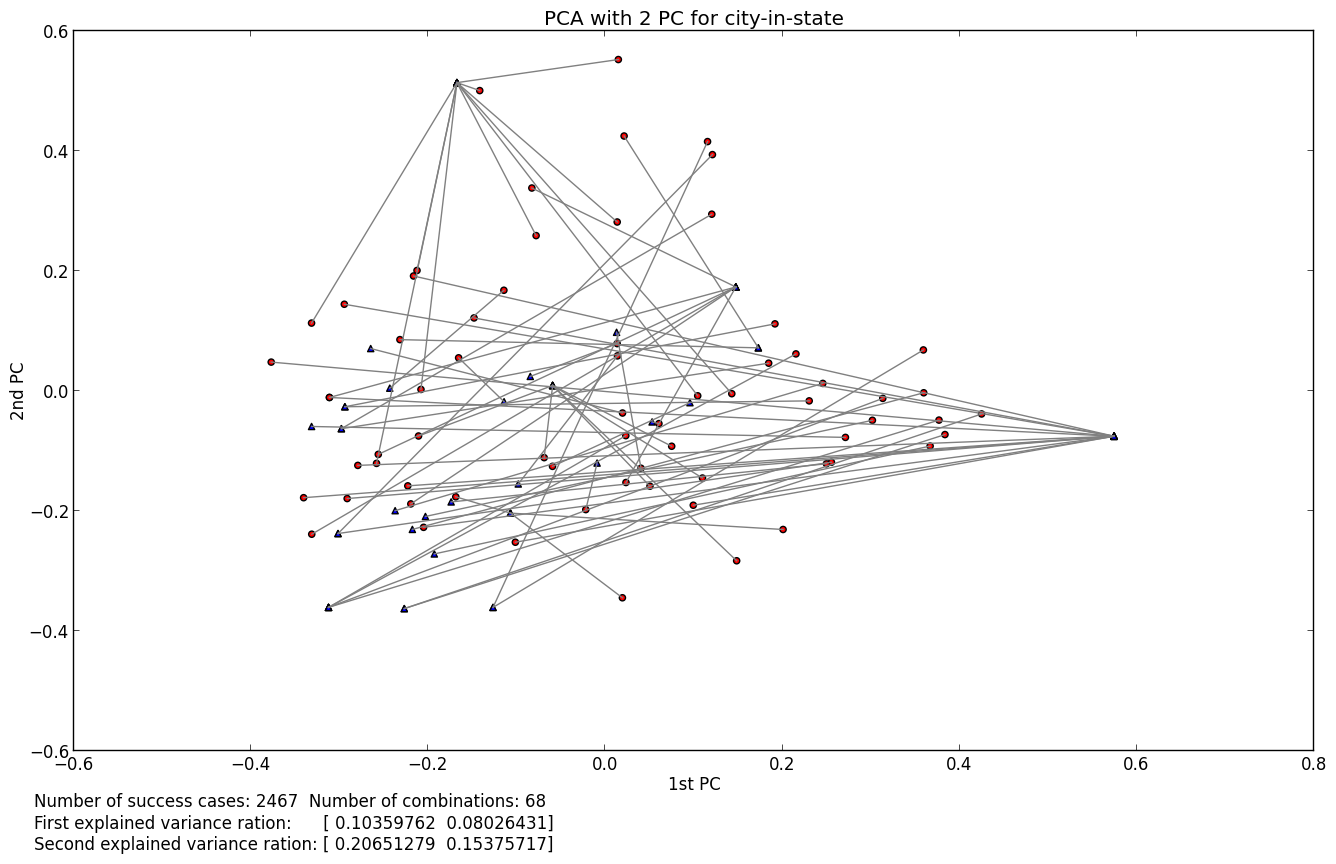 PCA with 2 PC for city-in-state
0.6
0.4
0.2
0.0
−0.2
−0.4
−0.6
2nd PC
−0.6 −0.4 −0.2 0.0 0.2 0.4 0.6 0.8
1st PC
Number of success cases: 2467 Number of combinations: 68
First explained variance ration: [ 0.10359762 0.08026431]
Second explained variance ration: [ 0.20651279 0.15375717]